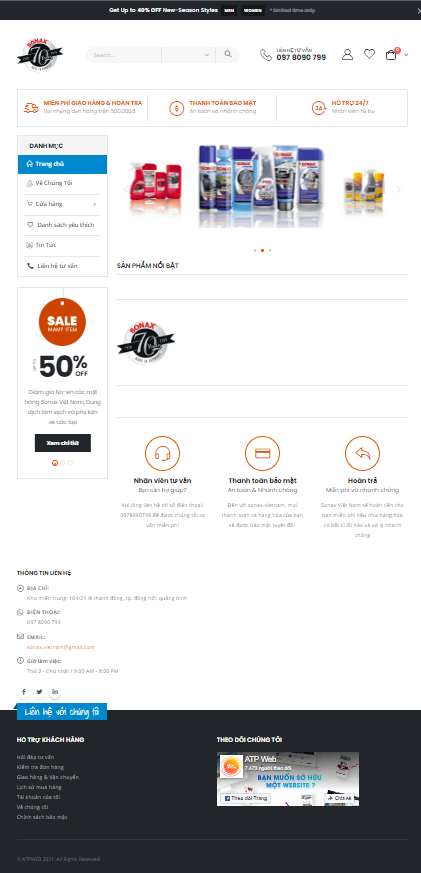 Get Up to 40% OFF New-Season Styles MEN WOMEN * Limited time only.
SONAX
Search...
LIÊN HỆ TƯ VẤN
097 8090 799
0
MIỄN PHÍ GIAO HÀNG & HOÀN TRẢ
Với những đơn hàng trên 500.000đ
THANH TOÁN BẢO MẬT
An toàn và nhanh chóng
HỖ TRỢ 24/7
Nhân viên hỗ trợ
DANH MỤC
Trang chủ
Về Chúng Tôi
Cửa hàng
Danh sách yêu thích
Tin Tức
Liên hệ tư vấn
SẢN PHẨM NỔI BẬT
SALE
MANY ITEM
UP TO
50%
OFF
Giảm giá Nơ-en các mặt
hàng Sonax Việt Nam, Dung
dịch làm sạch và phụ kiện
xe các loại
Xem chi tiết
SONAX
Nhân viên tư vấn
Bạn cần trợ giúp?
Vui lòng liên hệ tới số điện thoại:
0978090799 để được chúng tôi tư
vấn miễn phí
Thanh toán bảo mật
An toàn & Nhanh chóng
Đến với sonax-vietnam, mọi
thanh toán và hàng hóa của bạn
sẽ được bảo mật tuyệt đối
Hoàn trả
Miễn phí và nhanh chóng
Sonax Việt Nam sẽ hoàn tiền cho
bạn miễn phí nếu như hàng hóa
có bất kì lỗi nào và xử lý nhanh
chóng
THÔNG TIN LIÊN HỆ
ĐỊA CHỈ:
Kho miền trung: 104/21 lê thành đồng, tp. đồng hới, quảng bình
ĐIỆN THOẠI:
097 8090 799
EMAIL:
sonax.vietnam@gmail.com
Giờ làm việc:
Thứ 2 - Chủ nhật / 9:00 AM - 8:00 PM
Liên hệ với chúng tôi
HỖ TRỢ KHÁCH HÀNG
Hỏi đáp tư vấn
Kiểm tra đơn hàng
Giao hàng & Vận chuyển
Lịch sử mua hàng
Tài khoản của tôi
Về chúng tôi
Chính sách bảo mật
THEO DÕI CHÚNG TÔI
ATP Web
7.473 người theo dõi
BẠN MUỐN SỞ HỮU
MỘT WEBSITE ?
Theo dõi Trang
Chia sẻ
© ATPWEB 2021. All Rights Reserved